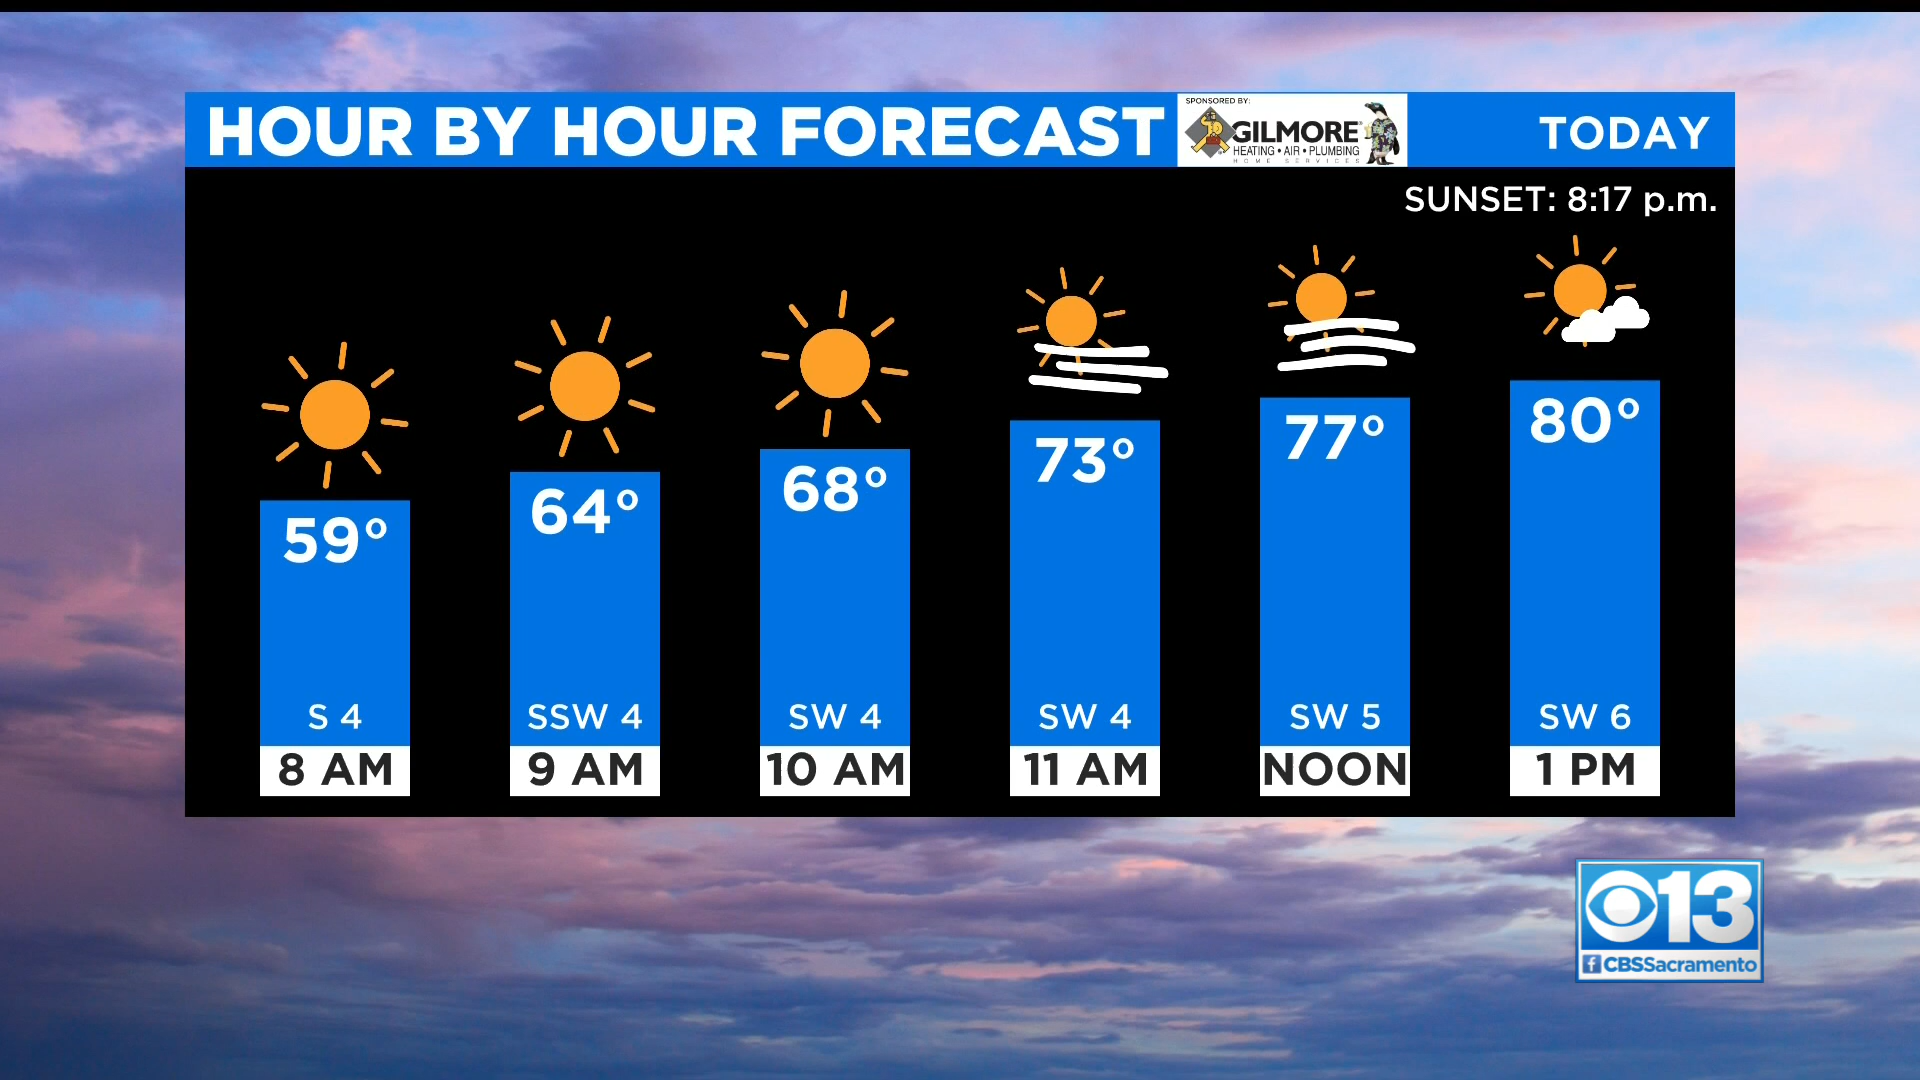 HOUR BY HOUR FORECAST
SPONSORED BY:
GILMORE
HEATING • AIR • PLUMBING
HOME SERVICES
TODAY
SUNSET: 8:17 p.m.
59° 64° 68° 73° 77° 80°
S 4 SSW 4 SW 4 SW 4 SW 5 SW 6
8 AM 9 AM 10 AM 11 AM NOON 1 PM
13
f CBSSacramento